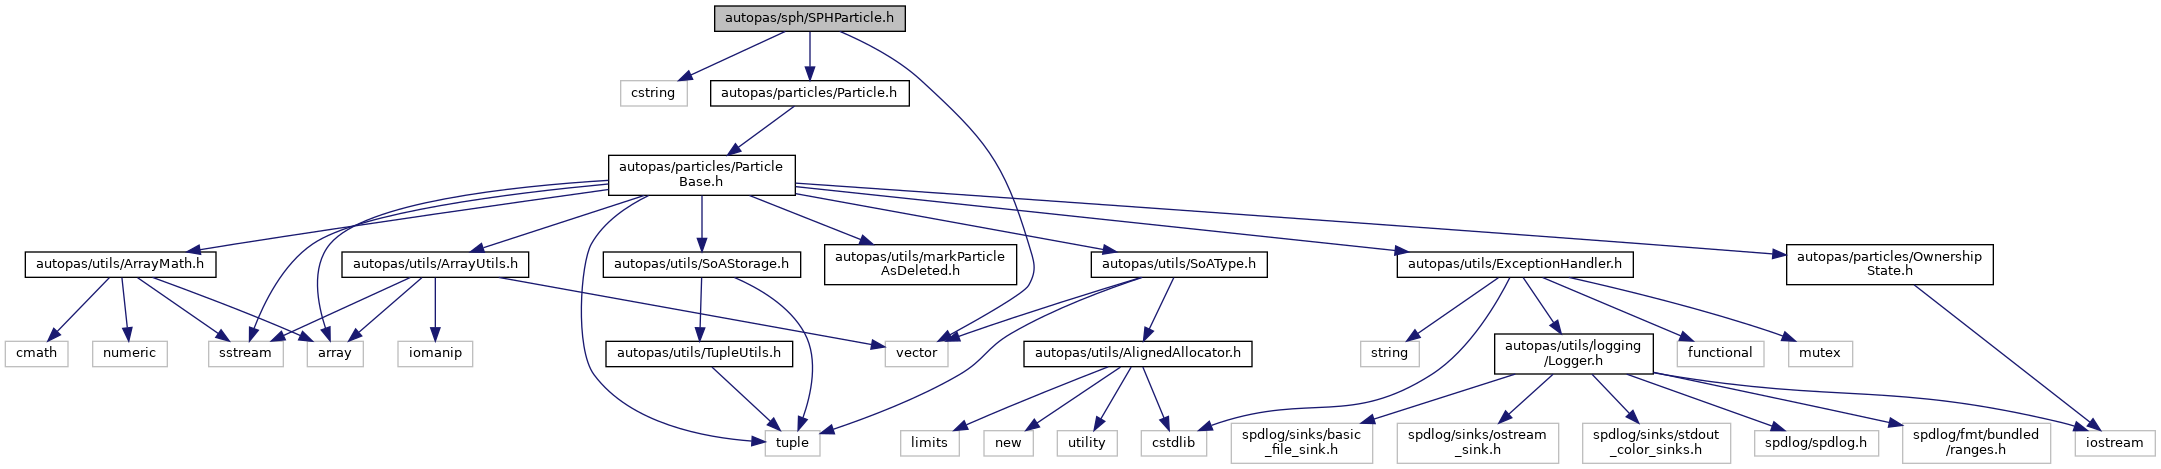 autopas/sph/SPHParticle.h
cstring
autopas/particles/Particle.h
autopas/particles/Particle
Base.h
autopas/utils/ArrayMath.h
autopas/utils/ArrayUtils.h
autopas/utils/SoAStorage.h
autopas/utils/markParticle
AsDeleted.h
autopas/utils/SoAType.h
autopas/utils/ExceptionHandler.h
autopas/particles/Ownership
State.h
cmath
numeric
sstream
array
iomanip
autopas/utils/TupleUtils.h
vector
autopas/utils/AlignedAllocator.h
string
autopas/utils/logging
/Logger.h
functional
mutex
tuple
limits
new
utility
cstdlib
spdlog/sinks/basic
_file_sink.h
spdlog/sinks/ostream
_sink.h
spdlog/sinks/stdout
_color_sinks.h
spdlog/spdlog.h
spdlog/fmt/bundled
/ranges.h
iostream